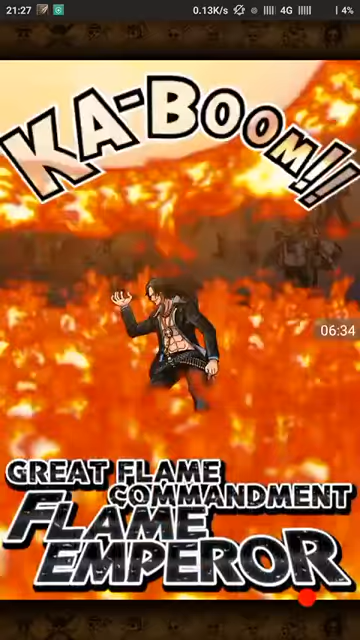 21:27
0.13K/s
4G
4%
KA-BOOM!!
06:34
GREAT FLAME
COMMANDMENT
FLAME
EMPEROR